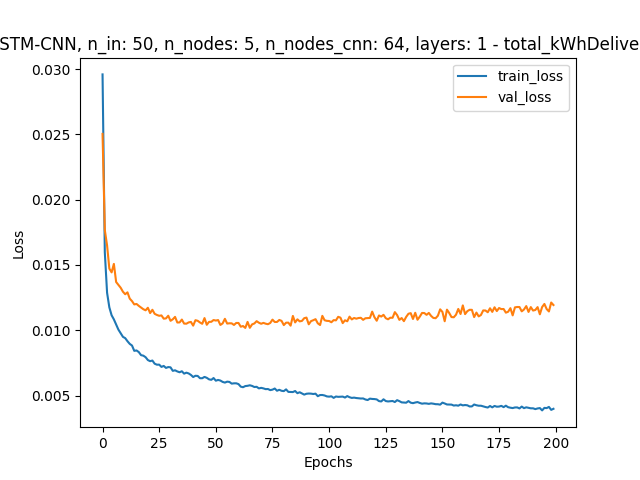 STM-CNN, n_in: 50, n_nodes: 5, n_nodes_cnn: 64, layers: 1 - total_kWhDelive
train_loss
val_loss
0.030
0.025
0.020
0.015
0.010
0.005
Loss
0 25 50 75 100 125 150 175 200
Epochs